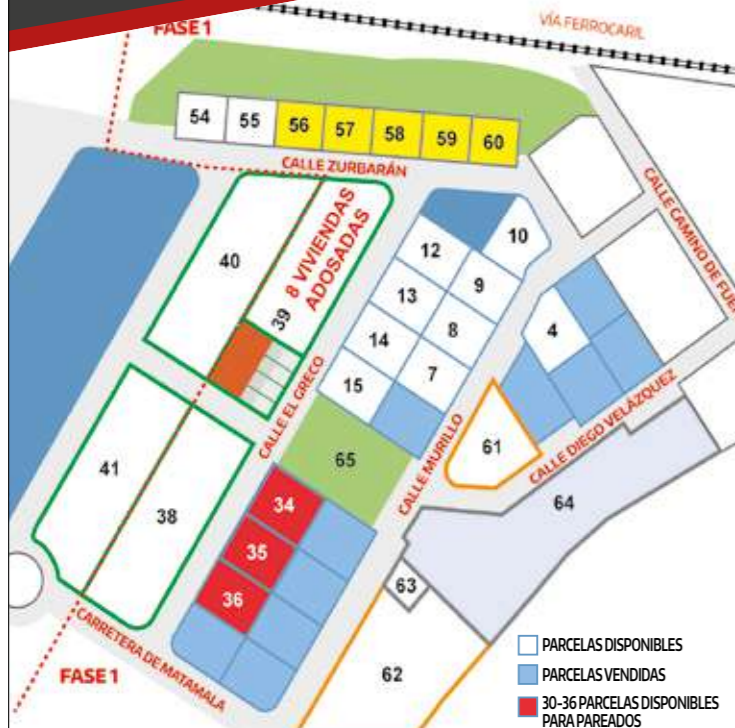 FASE 1
VÍA FERROCARIL
54
55
56
57
58
59
60
CALLE ZURBARÁN
CALLE CAMINO DE FUE
40
39 8 VIVIENDAS
ADOSADAS
12
10
13
9
14
8
15
7
4
CALLE EL GRECO
CALLE MURILLO
61
CALLE DIEGO VELÁZQUEZ
41
38
65
64
34
35
36
63
62
CARRETERA DE MATAMALA
FASE 1
PARCELAS DISPONIBLES
PARCELAS VENDIDAS
30-36 PARCELAS DISPONIBLES
PARA PAREADOS